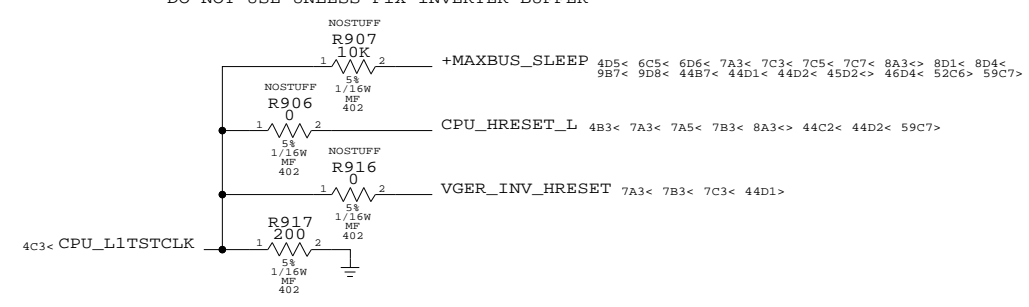 DO NOT USE UNLESS FIX INVERTER BUFFER
NOSTUFF
R907
10K
1 2
5%
1/16W
MF
402
+MAXBUS_SLEEP 4D5< 6C5< 6D6< 7A3< 7C3< 7C5< 7C7< 8A3<> 8D1< 8D4<
9B7< 9D8< 44B7< 44D1< 44D2< 45D2<> 46D4< 52C6> 59C7>
NOSTUFF
R906
0
1 2
5%
1/16W
MF
402
CPU_HRESET_L 4B3< 7A3< 7A5< 7B3< 8A3<> 44C2< 44D2< 59C7>
NOSTUFF
R916
0
1 2
5%
1/16W
MF
402
VGER_INV_HRESET 7A3< 7B3< 7C3< 44D1>
R917
200
4C3< CPU_L1TSTCLK 1 2
5%
1/16W
MF
402